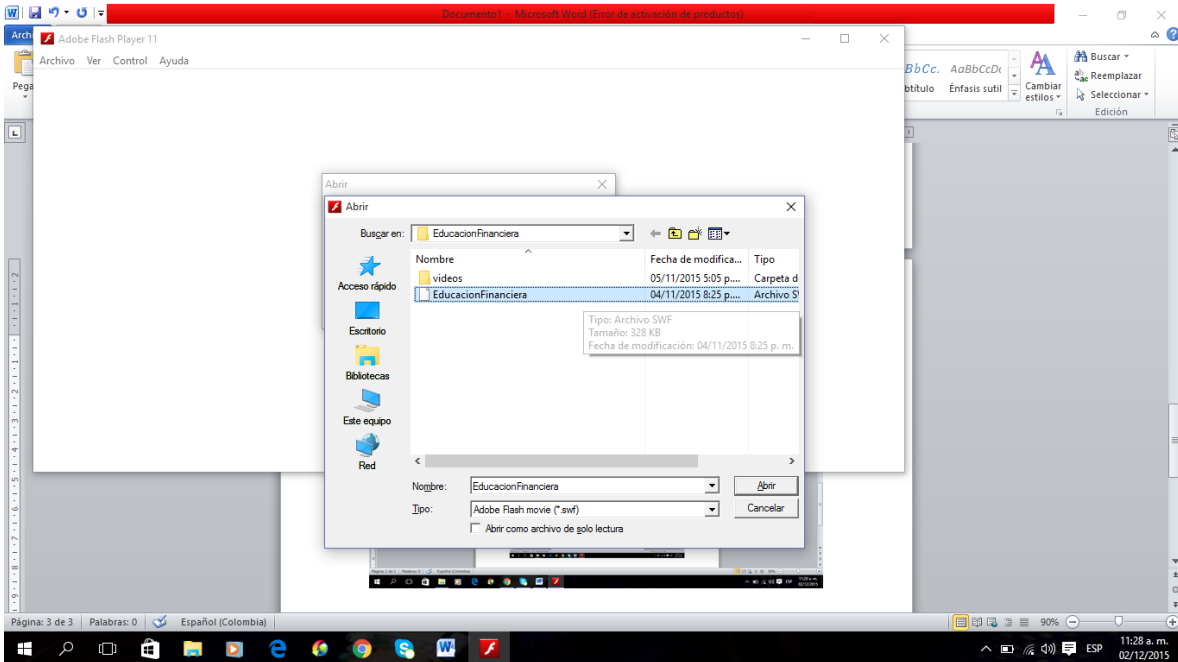 Documento1 - Microsoft Word (Error de activación de productos)
Arch
Adobe Flash Player 11
Archivo Ver Control Ayuda
Pega
BbCc. AaBbCcDc
btítulo Énfasis sutil
Cambiar
estilos
Buscar
Reemplazar
Seleccionar
Edición
Abrir
Abrir
Buscar en: EducacionFinanciera
Nombre Fecha de modifica... Tipo
videos 05/11/2015 5:05 p.... Carpeta d
EducacionFinanciera 04/11/2015 8:25 p.... Archivo S
Tipo: Archivo SWF
Tamaño: 328 KB
Fecha de modificación: 04/11/2015 8:25 p. m.
Acceso rápido
Escritorio
Bibliotecas
Este equipo
Red
Nombre: EducacionFinanciera Abrir
Tipo: Adobe Flash movie (*.swf) Cancelar
Abrir como archivo de solo lectura
Página: 3 de 3 Palabras: 0 Español (Colombia) 90%
ESP
11:28 a. m.
02/12/2015